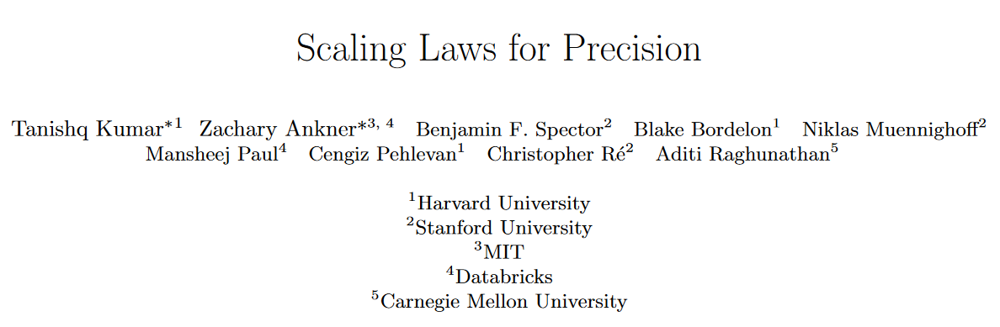 Scaling Laws for Precision
Tanishq Kumar*1 Zachary Ankner*3, 4 Benjamin F. Spector2 Blake Bordelon1 Niklas Muennighoff2
Mansheej Paul4 Cengiz Pehlevan1 Christopher Ré2 Aditi Raghunathan5
1Harvard University
2Stanford University
3MIT
4Databricks
5Carnegie Mellon University